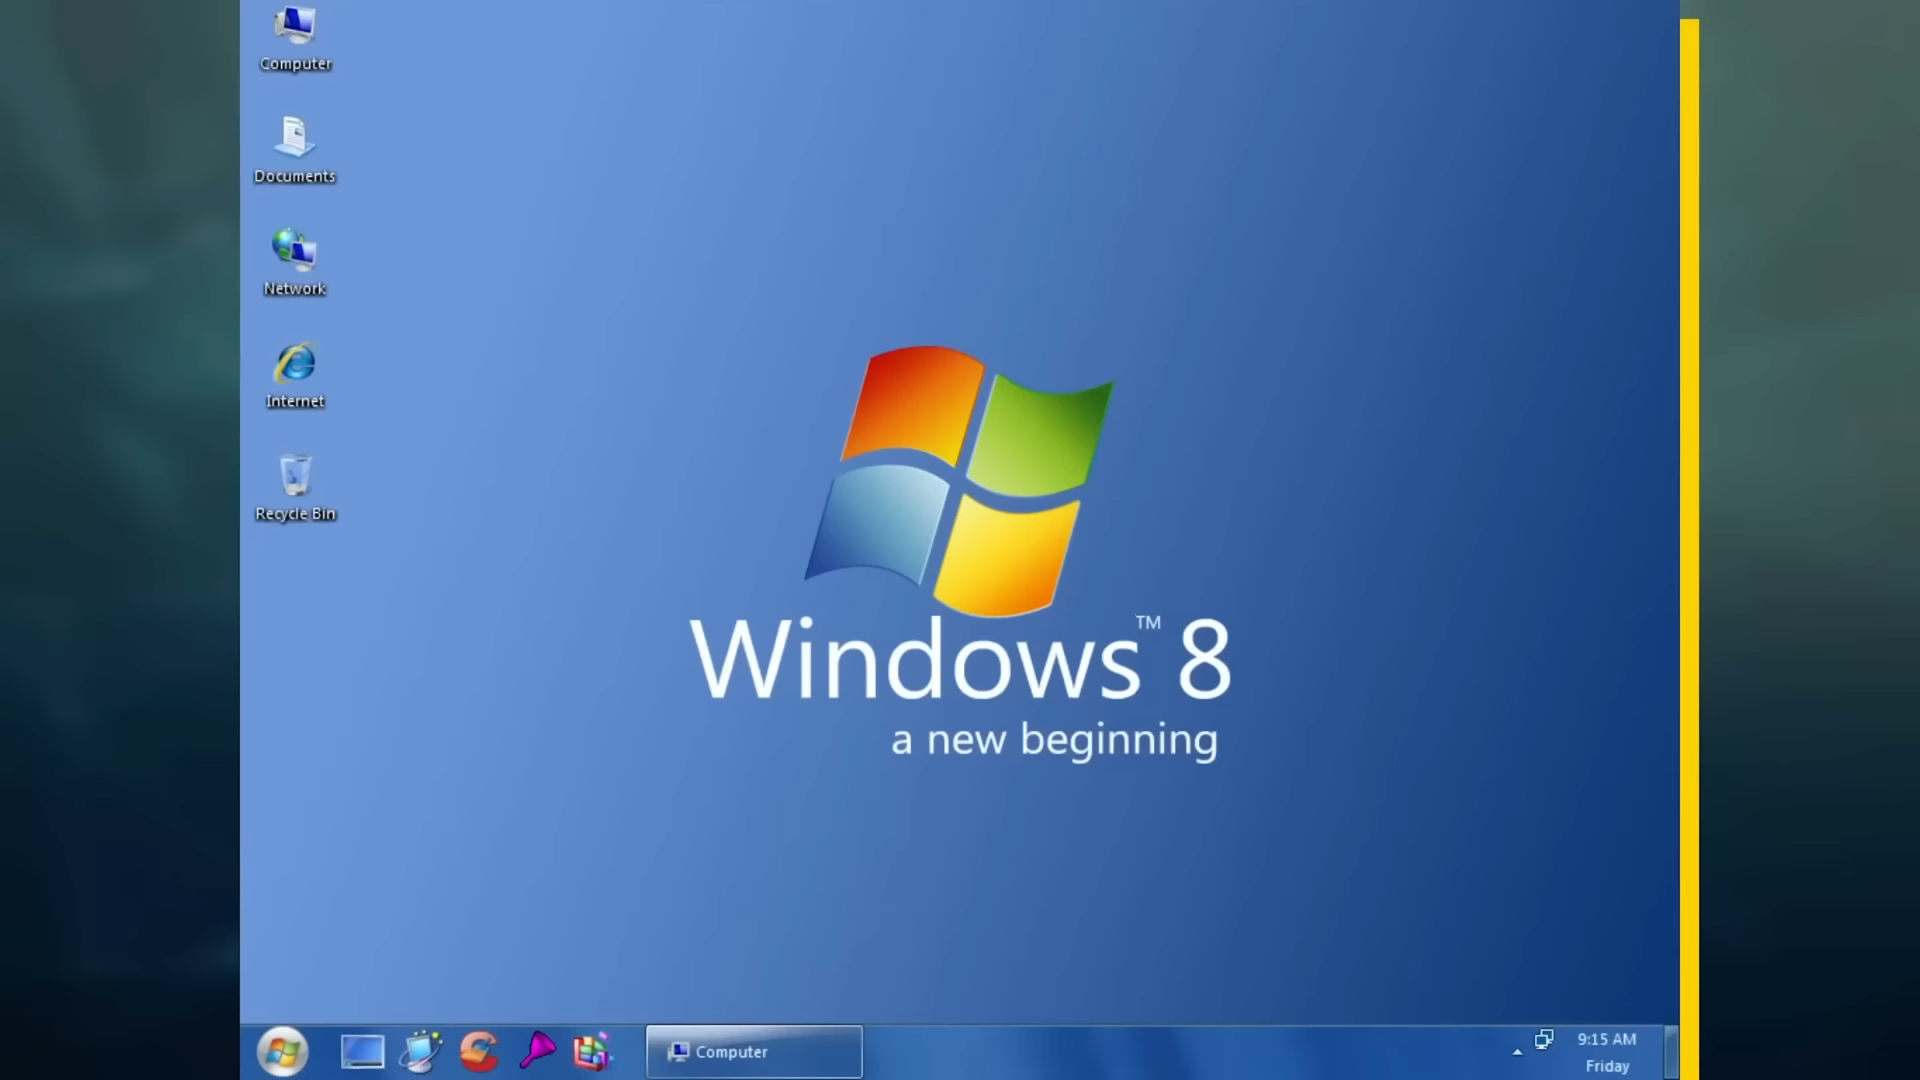 Computer
Documents
Network
Internet
Recycle Bin
Windows™ 8
a new beginning
Computer
9:15 AM
Friday